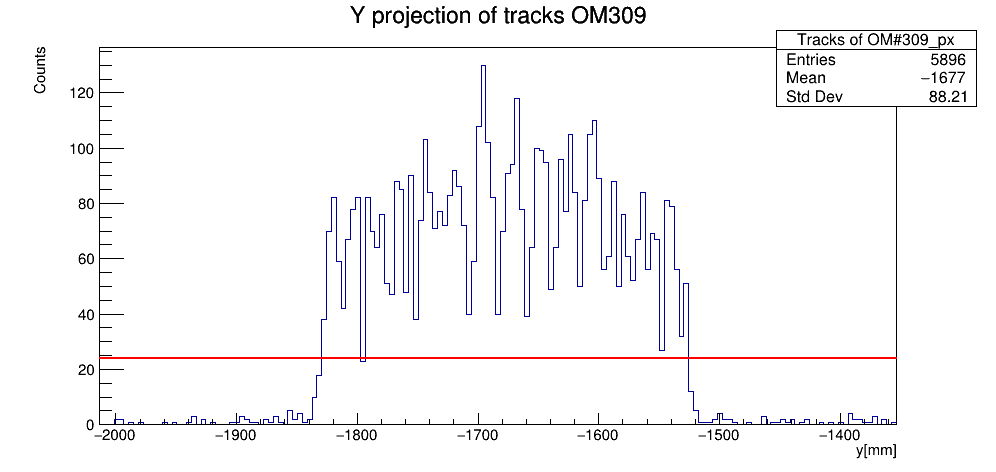 Y projection of tracks OM309
Tracks of OM#309_px
Entries 5896
Mean −1677
Std Dev 88.21
Counts
120
100
80
60
40
20
0
−2000 −1900 −1800 −1700 −1600 −1500 −1400
y[mm]